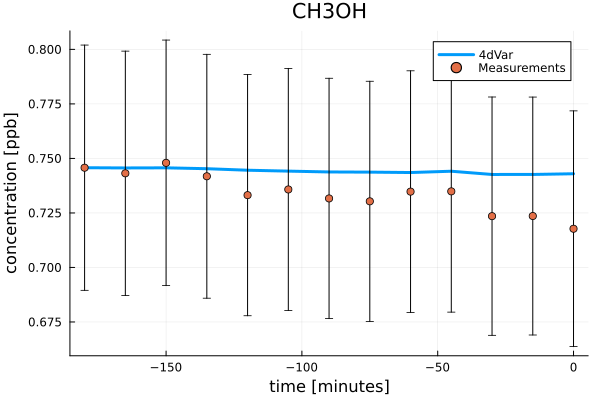 CH3OH
4dVar
Measurements
0.800
0.775
0.750
0.725
0.700
0.675
concentration [ppb]
−150
−100
−50
0
time [minutes]